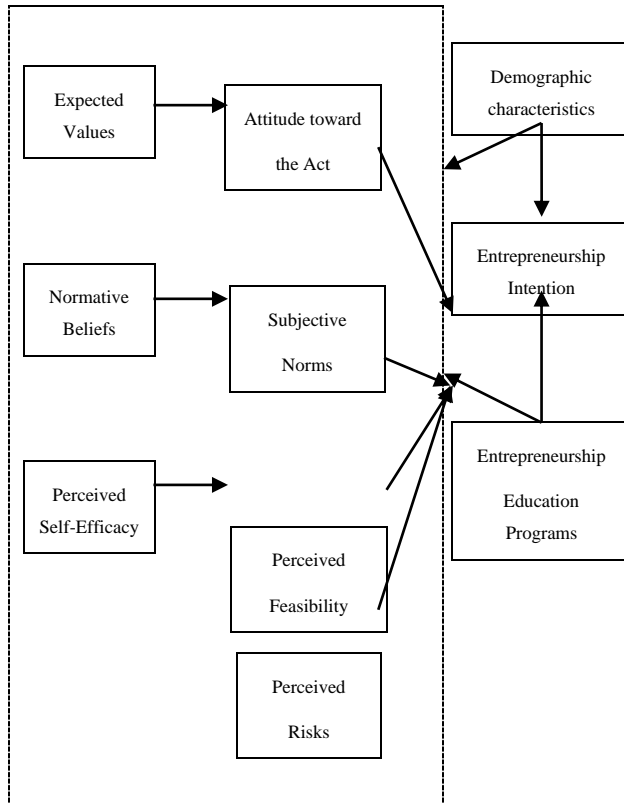 Expected
Values
Attitude toward
the Act
Demographic
characteristics
Normative
Beliefs
Subjective
Norms
Entrepreneurship
Intention
Perceived
Self-Efficacy
Perceived
Feasibility
Entrepreneurship
Education
Programs
Perceived
Risks